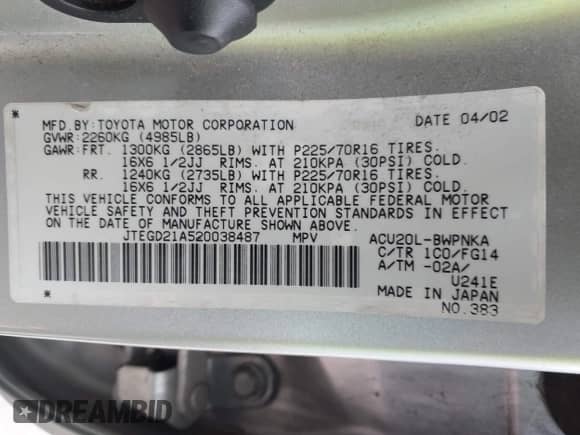 MFD.BY:TOYOTA MOTOR CORPORATION DATE 04/02
GVWR:2260KG (4985LB)
GAWR:FRT. 1300KG (2865LB) WITH P225/70R16 TIRES.
16X6 1/2JJ RIMS. AT 210KPA (30PSI) COLD.
RR. 1240KG (2735LB) WITH P225/70R16 TIRES.
16X6 1/2JJ RIMS. AT 210KPA (30PSI) COLD.
THIS VEHICLE CONFORMS TO ALL APPLICABLE FEDERAL MOTOR
VEHICLE SAFETY AND THEFT PREVENTION STANDARDS IN EFFECT
ON THE DATE OF MANUFACTURE SHOWN ABOVE.
*JTEGD21A520038487* MPV ACU20L-BWPNKA
C/TR 1C0/FG14
A/TM -02A/
U241E
MADE IN JAPAN
NO.383
DREAMBID